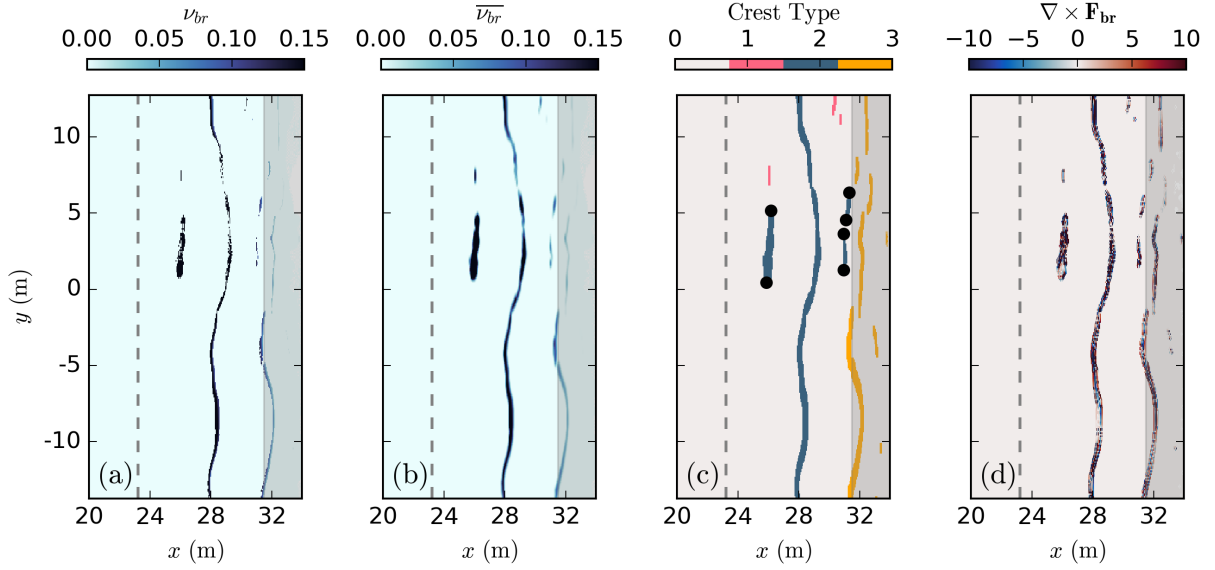 ν_br
0.00 0.05 0.10 0.15
\overline{ν_br}
0.00 0.05 0.10 0.15
Crest Type
0 1 2 3
∇ × F_br
−10 −5 0 5 10
10
5
0
-5
-10
y (m)
(a)
(b)
(c)
(d)
20 24 28 32
20 24 28 32
20 24 28 32
20 24 28 32
x (m)
x (m)
x (m)
x (m)